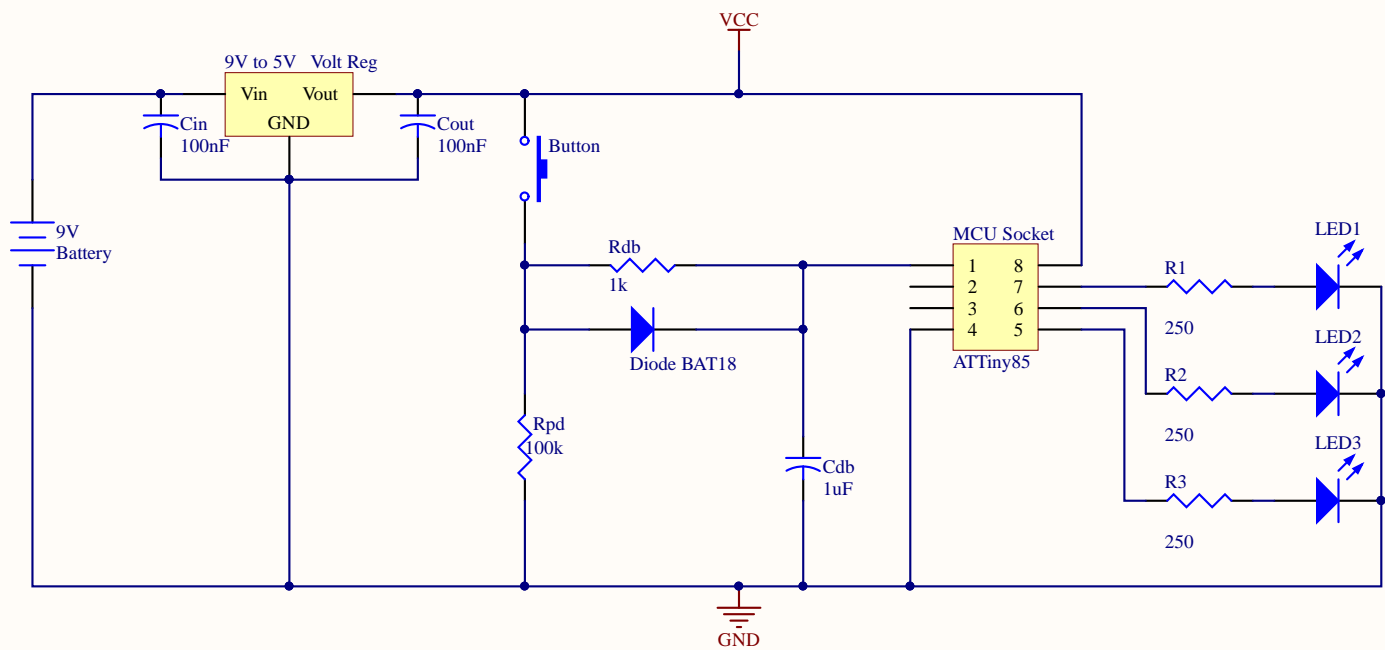 VCC
9V to 5V Volt Reg
Vin Vout
GND
Cin
100nF
Cout
100nF
Button
9V
Battery
Rdb
1k
Diode BAT18
Rpd
100k
Cdb
1uF
MCU Socket
1 8
2 7
3 6
4 5
ATTiny85
R1
250
R2
250
R3
250
LED1
LED2
LED3
GND